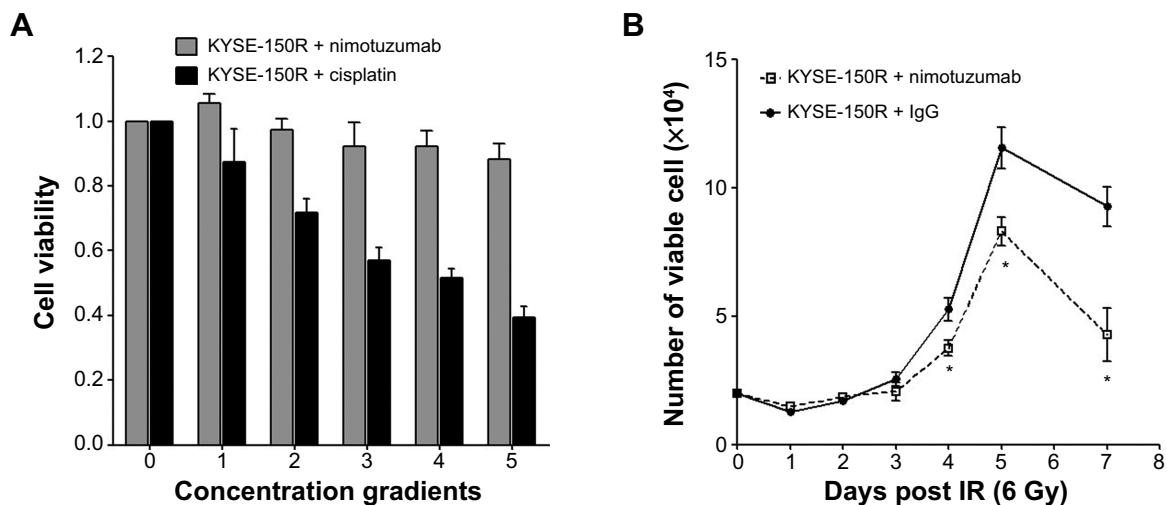 A
KYSE-150R + nimotuzumab
KYSE-150R + cisplatin
1.2
1.0
0.8
0.6
0.4
0.2
0.0
Cell viability
0 1 2 3 4 5
Concentration gradients
B
KYSE-150R + nimotuzumab
KYSE-150R + IgG
15
10
5
0
Number of viable cell (×10⁴)
*
*
*
0 1 2 3 4 5 6 7 8
Days post IR (6 Gy)